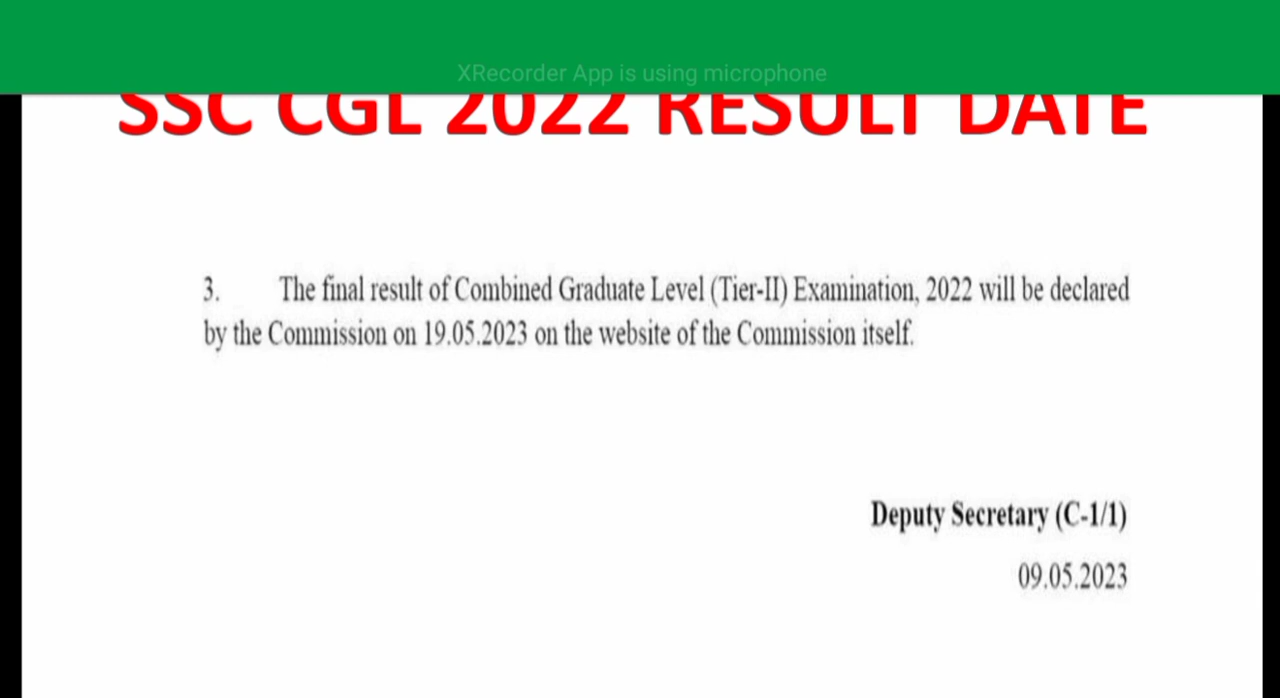 XRecorder App is using microphone
SSC CGL 2022 RESULT DATE
3. The final result of Combined Graduate Level (Tier-II) Examination, 2022 will be declared
by the Commission on 19.05.2023 on the website of the Commission itself.
Deputy Secretary (C-1/1)
09.05.2023